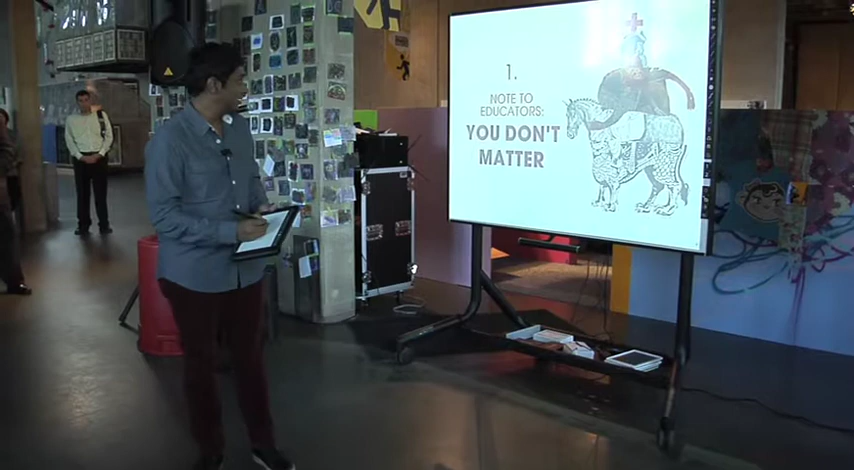 1.
NOTE TO
EDUCATORS:
YOU DON'T
MATTER